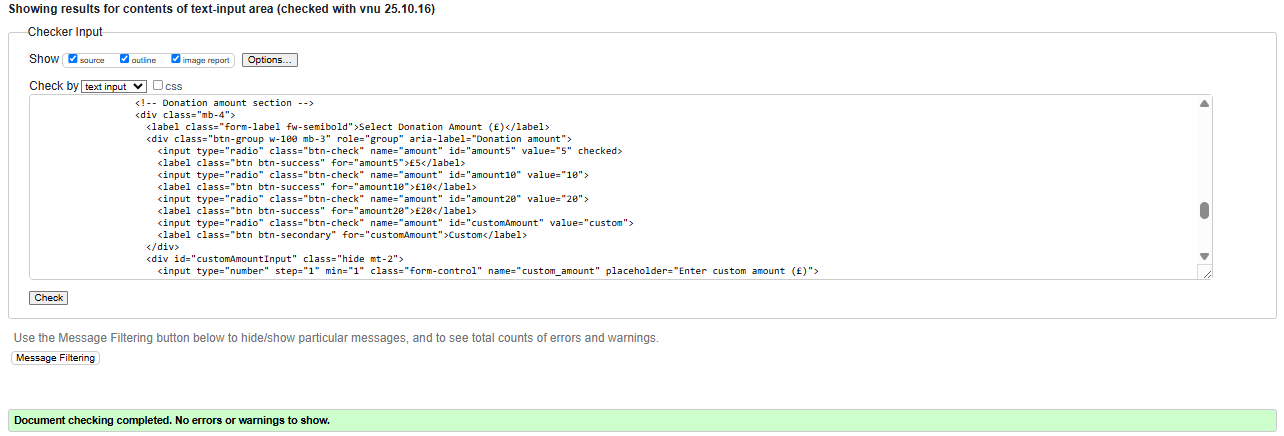 Showing results for contents of text-input area (checked with vnu 25.10.16)
Checker Input
Show source outline image report Options...
Check by text input css
<!-- Donation amount section -->
<div class="mb-4">
<label class="form-label fw-semibold">Select Donation Amount (£)</label>
<div class="btn-group w-100 mb-3" role="group" aria-label="Donation amount">
<input type="radio" class="btn-check" name="amount" id="amount5" value="5" checked>
<label class="btn btn-success" for="amount5">£5</label>
<input type="radio" class="btn-check" name="amount" id="amount10" value="10">
<label class="btn btn-success" for="amount10">£10</label>
<input type="radio" class="btn-check" name="amount" id="amount20" value="20">
<label class="btn btn-success" for="amount20">£20</label>
<input type="radio" class="btn-check" name="amount" id="customAmount" value="custom">
<label class="btn btn-secondary" for="customAmount">Custom</label>
</div>
<div id="customAmountInput" class="hide mt-2">
<input type="number" step="1" min="1" class="form-control" name="custom_amount" placeholder="Enter custom amount (£)">
Check
Use the Message Filtering button below to hide/show particular messages, and to see total counts of errors and warnings.
Message Filtering
Document checking completed. No errors or warnings to show.